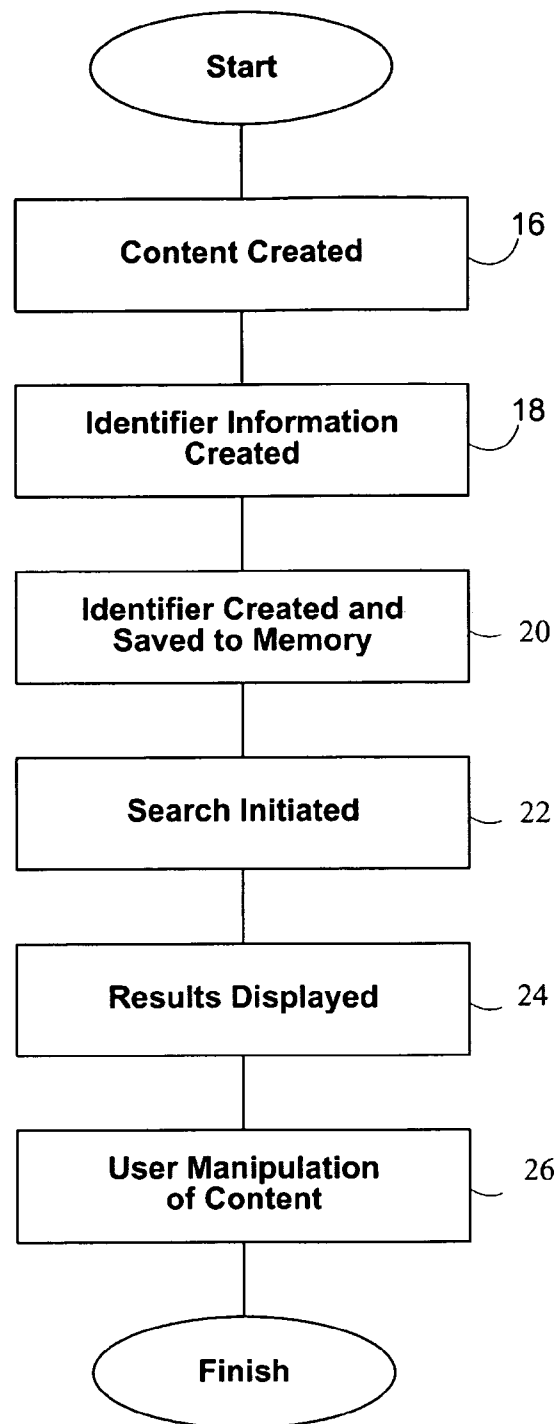 Start
Content Created
16
Identifier Information
Created
18
Identifier Created and
Saved to Memory
20
Search Initiated
22
Results Displayed
24
User Manipulation
of Content
26
Finish